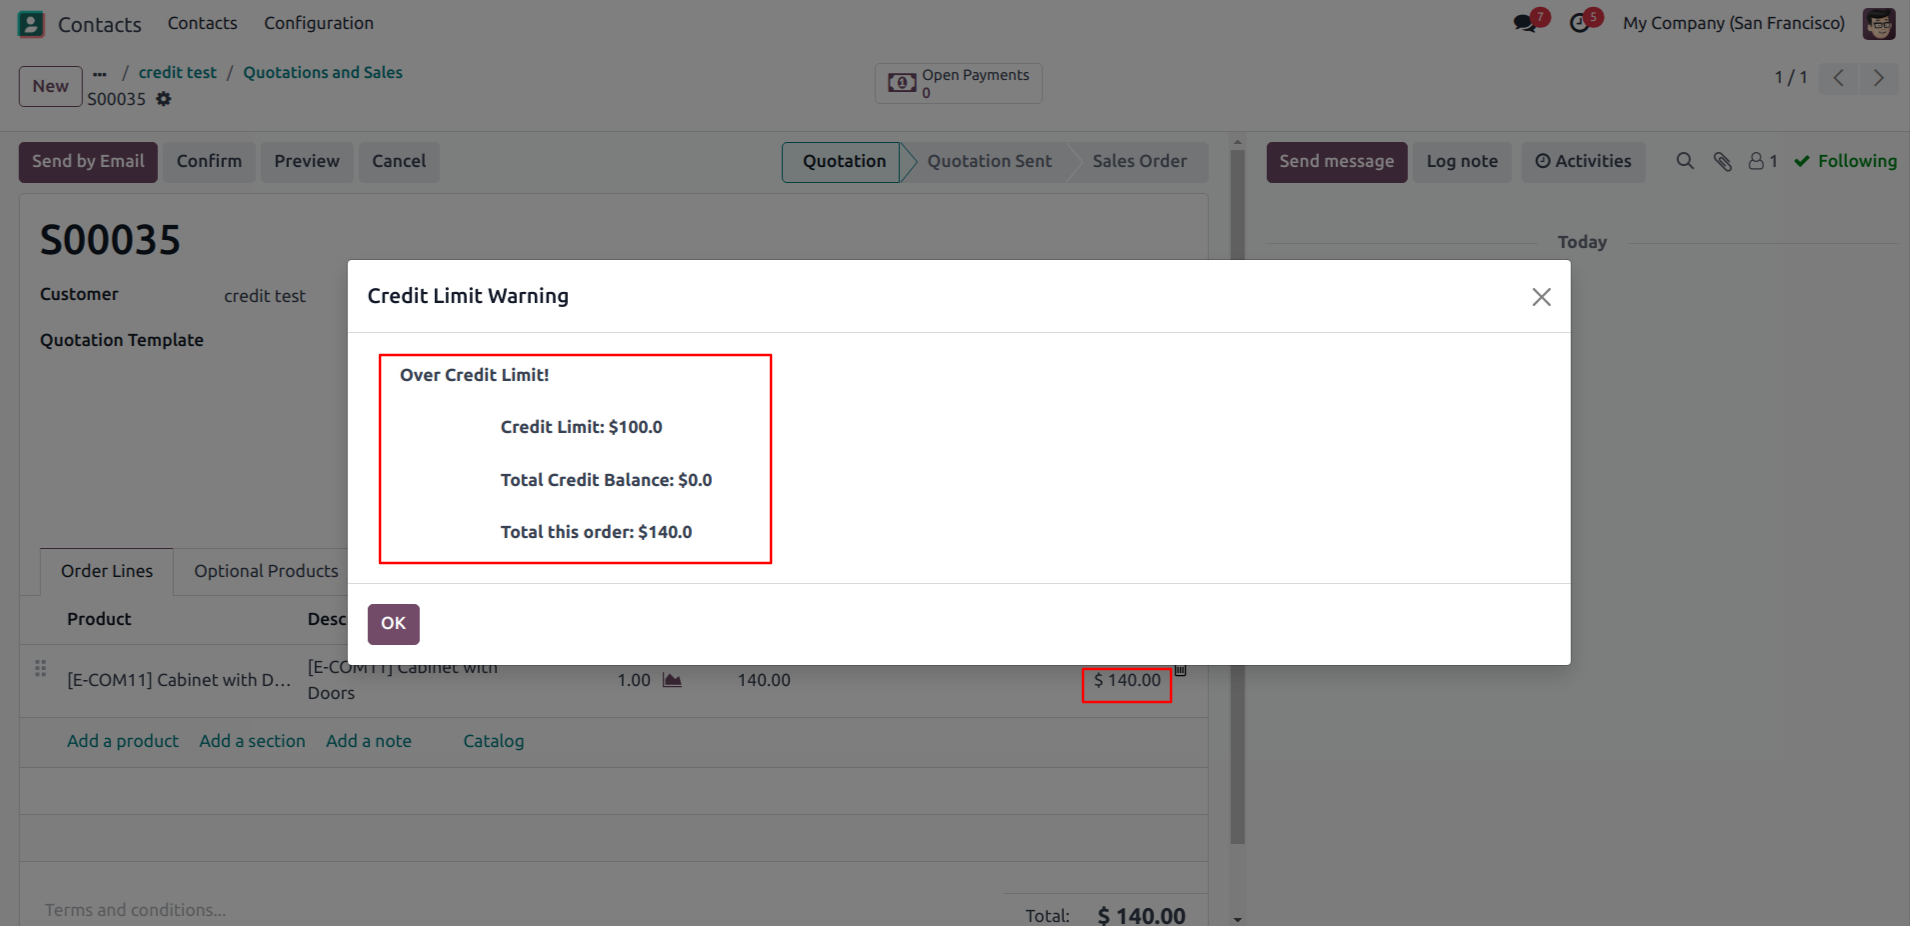 Contacts Contacts Configuration 7 5 My Company (San Francisco)
New ... / credit test / Quotations and Sales
S00035
Open Payments
0
1 / 1
Send by Email Confirm Preview Cancel Quotation Quotation Sent Sales Order
Send message Log note Activities 1 Following
Today
S00035
Customer credit test
Quotation Template
Credit Limit Warning
Over Credit Limit!
Credit Limit: $100.0
Total Credit Balance: $0.0
Total this order: $140.0
OK
Order Lines Optional Products
Product Desc
[E-COM11] Cabinet with D... [E-COM11] Cabinet with
Doors
1.00 140.00 $ 140.00
Add a product Add a section Add a note Catalog
Terms and conditions...
Total: $ 140.00